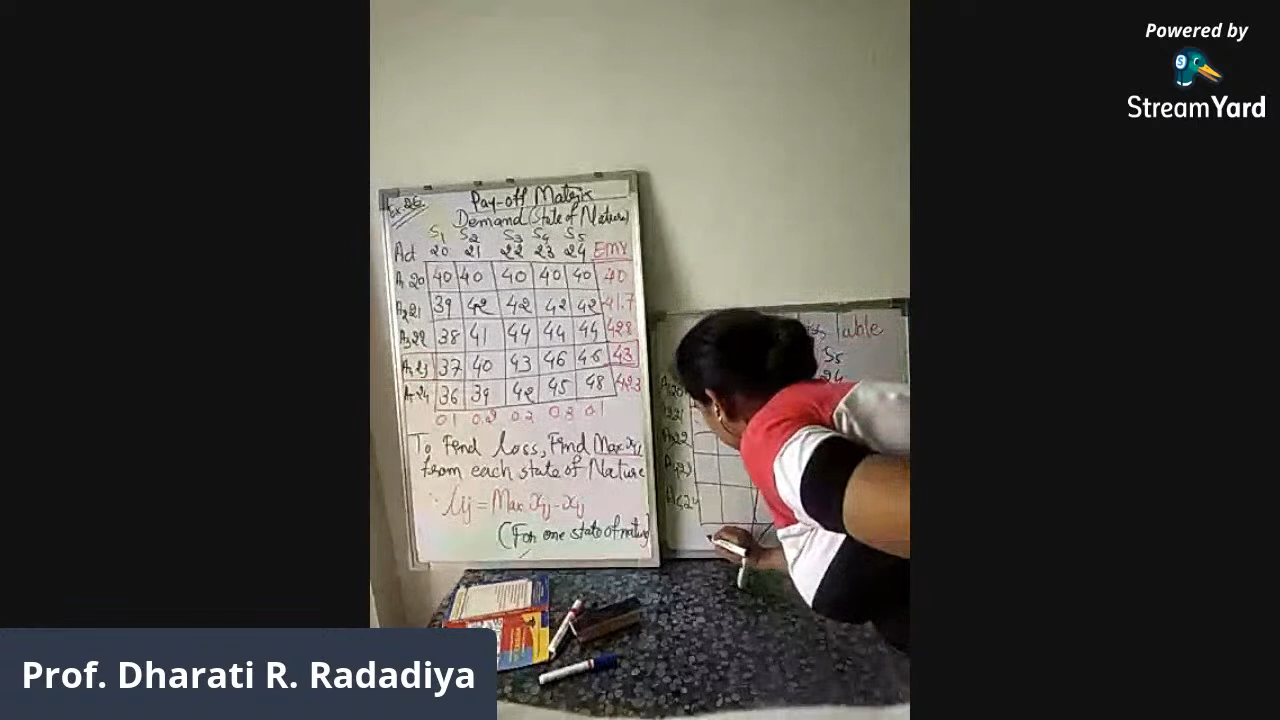 Powered by
StreamYard
Ex 26
Pay-off Matrix
Demand (State of Nature)
S1 S2 S3 S4 S5
Act 20 21 22 23 24 EMV
A1 20 40 40 40 40 40 40
A2 21 39 42 42 42 42 41.7
A3 22 38 41 44 44 44 42.8
A4 23 37 40 43 46 46 43
A5 24 36 39 42 45 48 42.3
0.1 0.2 0.1
To Find loss, Find Max xij
from each state of Nature
∵ lij = Max xij - xij
(For one state of nature)
Table
S5
24
A1 20
21
A3 22
A4 23
A5 24
Prof. Dharati R. Radadiya